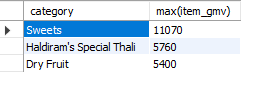 category max(item_gmv)
Sweets 11070
Haldiram's Special Thali 5760
Dry Fruit 5400